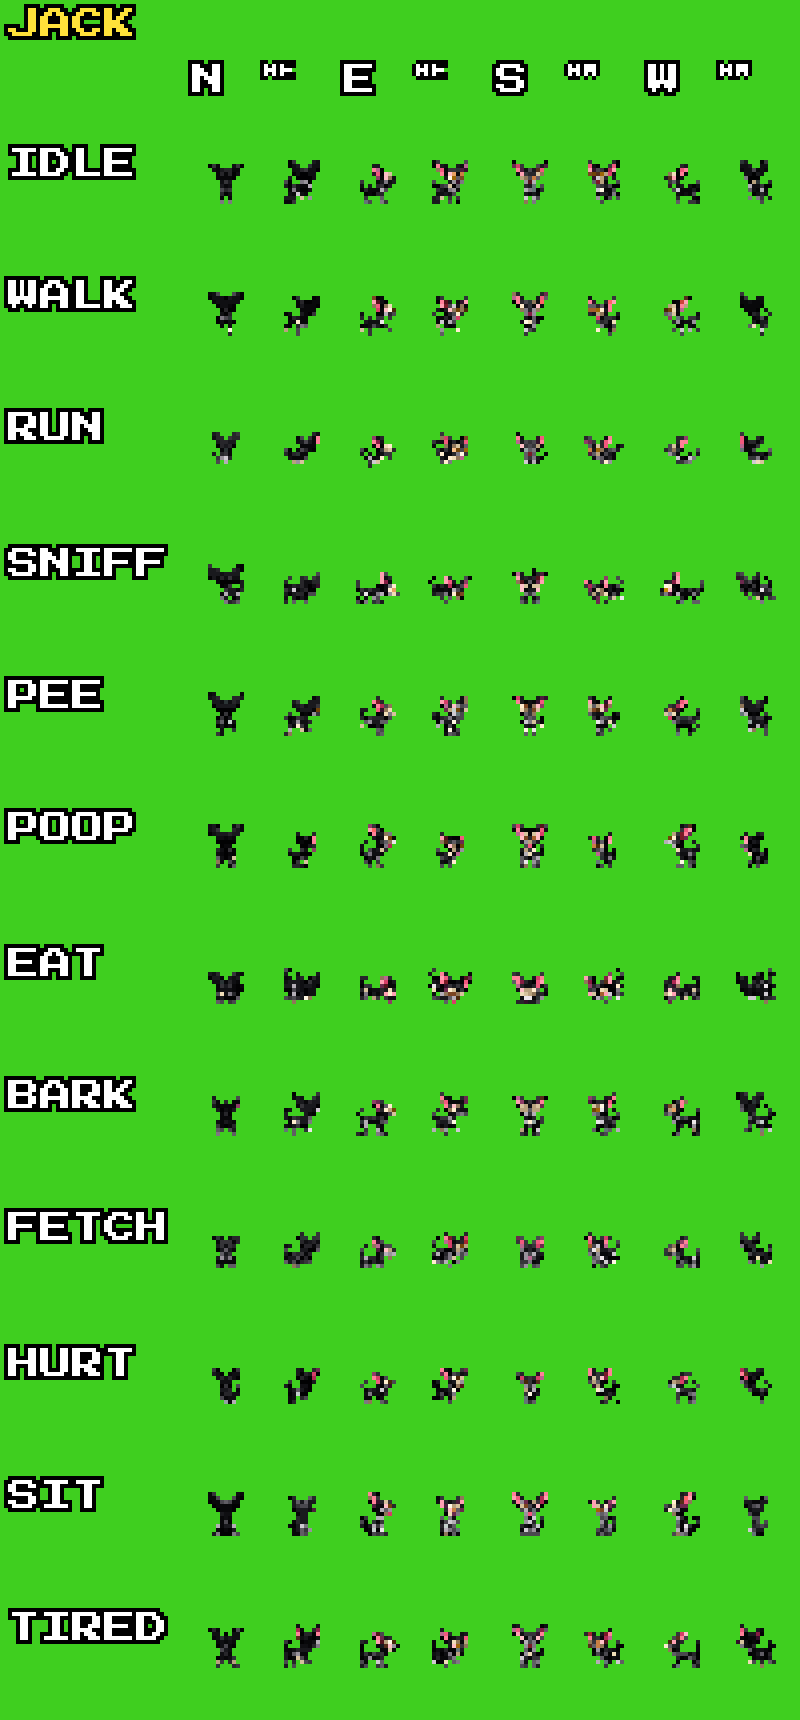 JACK
N E S W
IDLE
WALK
RUN
SNIFF
PEE
POOP
EAT
BARK
FETCH
HURT
SIT
TIRED